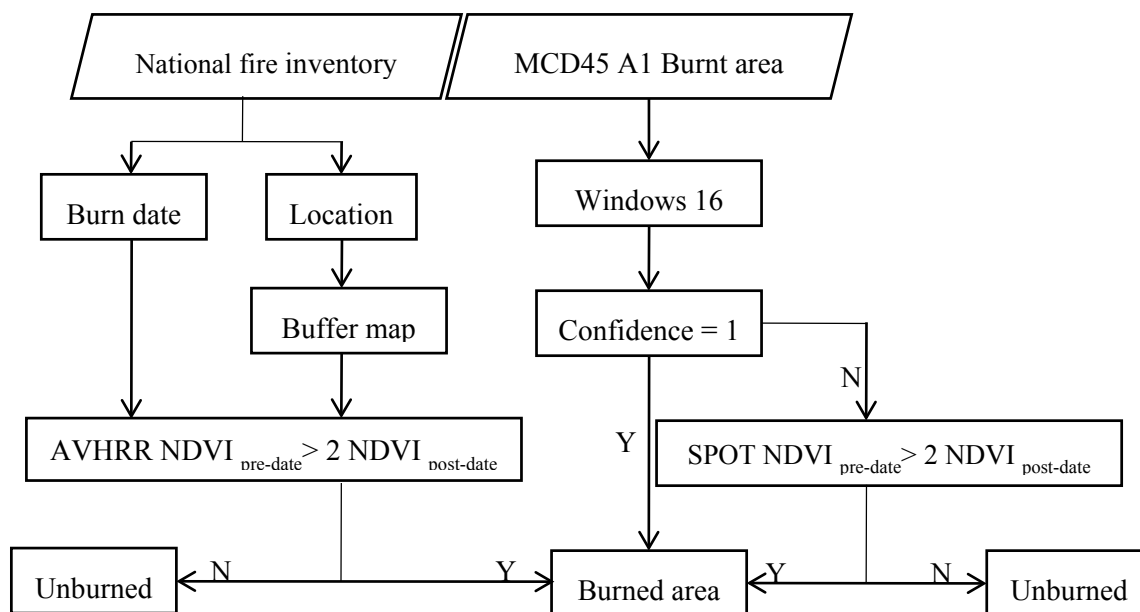 National fire inventory
MCD45 A1 Burnt area
Burn date
Location
Windows 16
Buffer map
Confidence = 1
N
Y
AVHRR NDVI pre-date> 2 NDVI post-date
SPOT NDVI pre-date> 2 NDVI post-date
Unburned
N
Y
Burned area
Y
N
Unburned